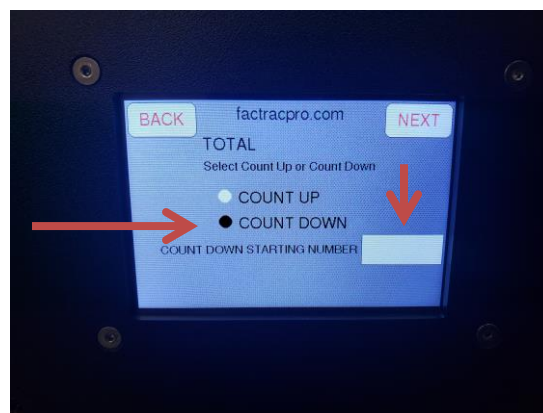 BACK
factracpro.com
NEXT
TOTAL
Select Count Up or Count Down
COUNT UP
COUNT DOWN
COUNT DOWN STARTING NUMBER